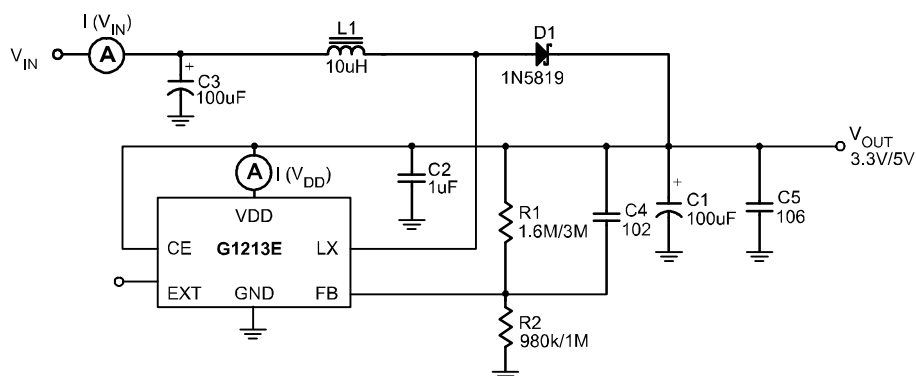 I (V_IN)
V_IN
A
L1
10uH
D1
1N5819
+
C3
100uF
A
I (V_DD)
C2
1uF
V_OUT
3.3V/5V
VDD
CE
G1213E
LX
EXT
GND
FB
R1
1.6M/3M
C4
102
+
C1
100uF
C5
106
R2
980k/1M